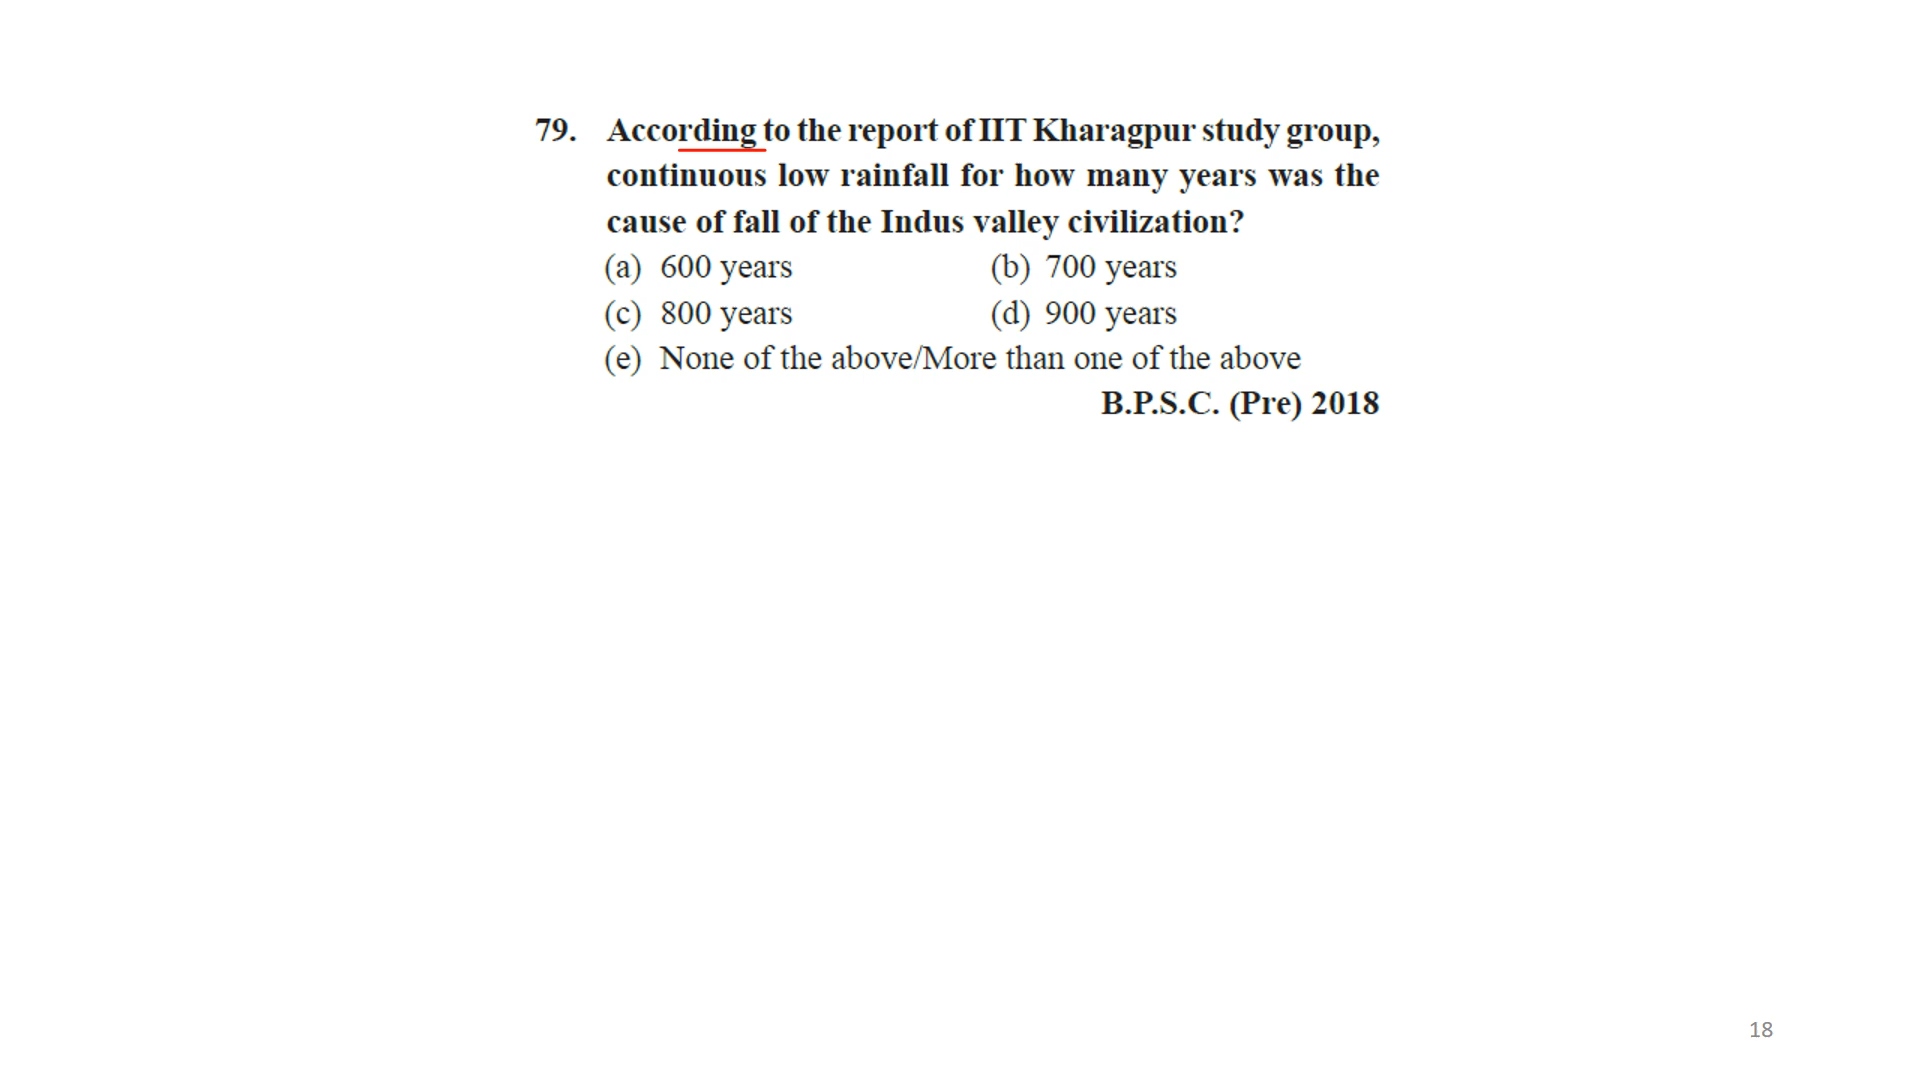 79. According to the report of IIT Kharagpur study group,
continuous low rainfall for how many years was the
cause of fall of the Indus valley civilization?
(a) 600 years (b) 700 years
(c) 800 years (d) 900 years
(e) None of the above/More than one of the above
B.P.S.C. (Pre) 2018
18